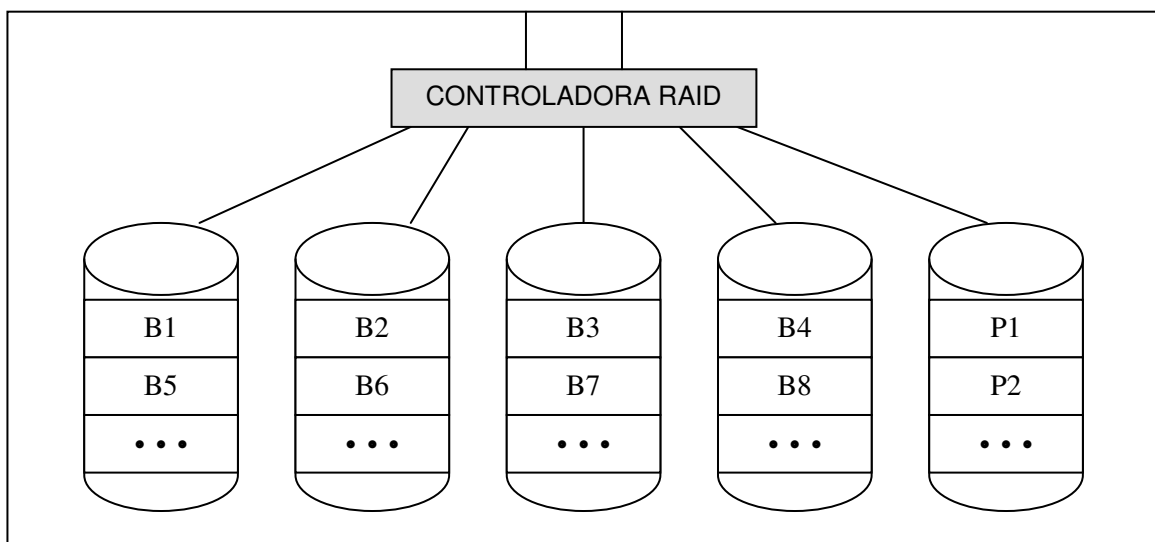 CONTROLADORA RAID
B1 B2 B3 B4 P1
B5 B6 B7 B8 P2
• • • • • • • • • • • • • • •